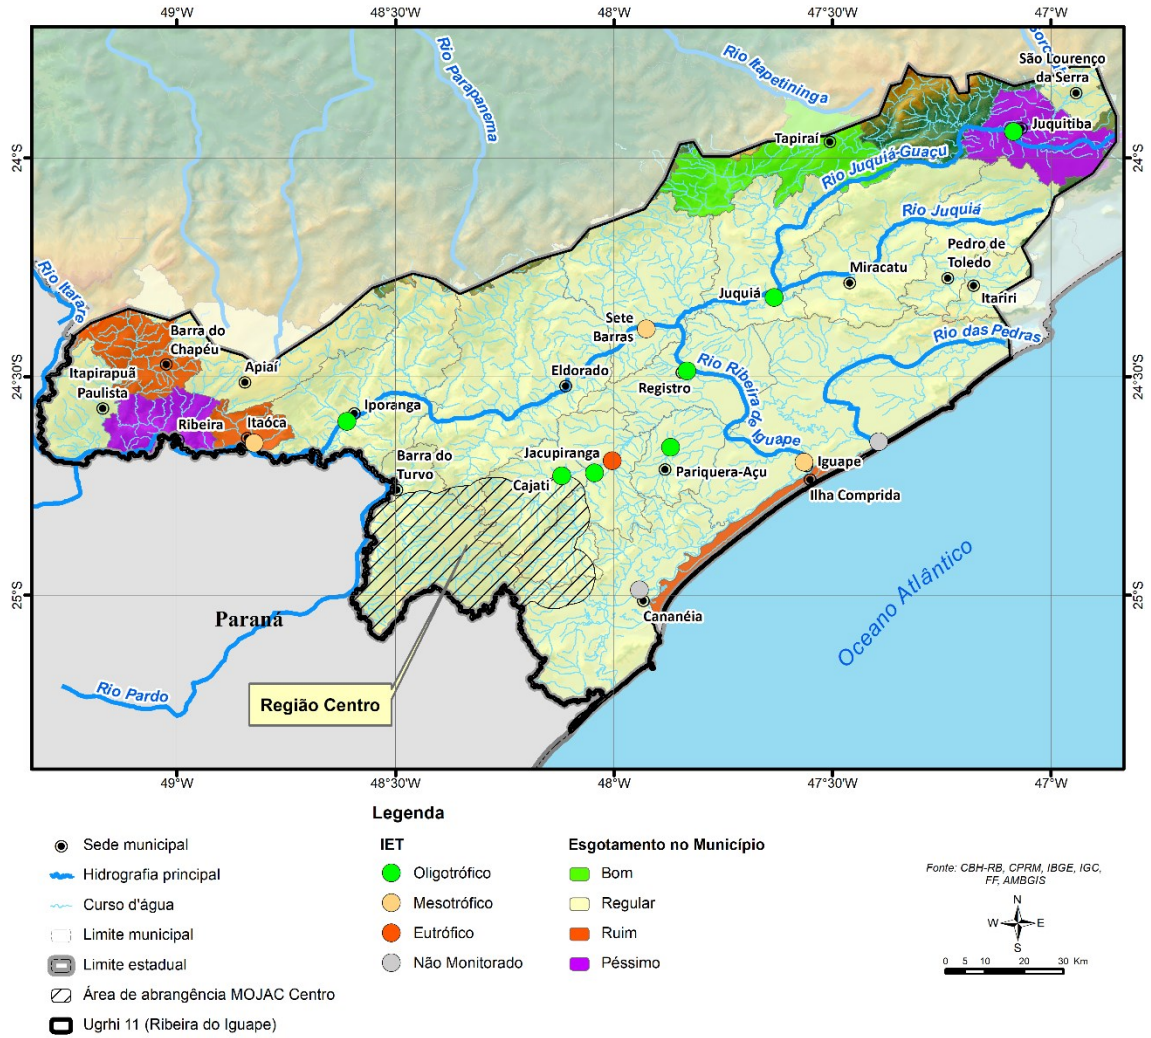 49°W
48°30'W
48°W
47°30'W
47°W
Rio Parapanema
Rio Itapetininga
São Lourenço
da Serra
Juquitiba
Tapiraí
24°S
24°S
Rio Juquiá-Guaçu
Rio Juquiá
Pedro de
Toledo
Miracatu
Itariri
Juquiá
Rio Itarare
Sete
Barras
Barra do
Chapéu
Rio das Pedras
Apiaí
Itapirapuã
Paulista
24°30'S
24°30'S
Eldorado
Rio Ribeira de Iguape
Registro
Iporanga
Ribeira
Itaóca
Jacupiranga
Barra do
Turvo
Iguape
Pariquera-Açu
Cajati
Ilha Comprida
Oceano Atlântico
25°S
25°S
Paraná
Cananéia
Rio Pardo
Região Centro
49°W
48°30'W
48°W
47°30'W
47°W
Legenda
Sede municipal
Hidrografia principal
Curso d'água
Limite municipal
Limite estadual
Área de abrangência MOJAC Centro
Ugrhi 11 (Ribeira do Iguape)
IET
Oligotrófico
Mesotrófico
Eutrófico
Não Monitorado
Esgotamento no Município
Bom
Regular
Ruim
Péssimo
Fonte: CBH-RB, CPRM, IBGE, IGC,
FF, AMBGIS
N
W E
S
0 5 10 20 30 Km